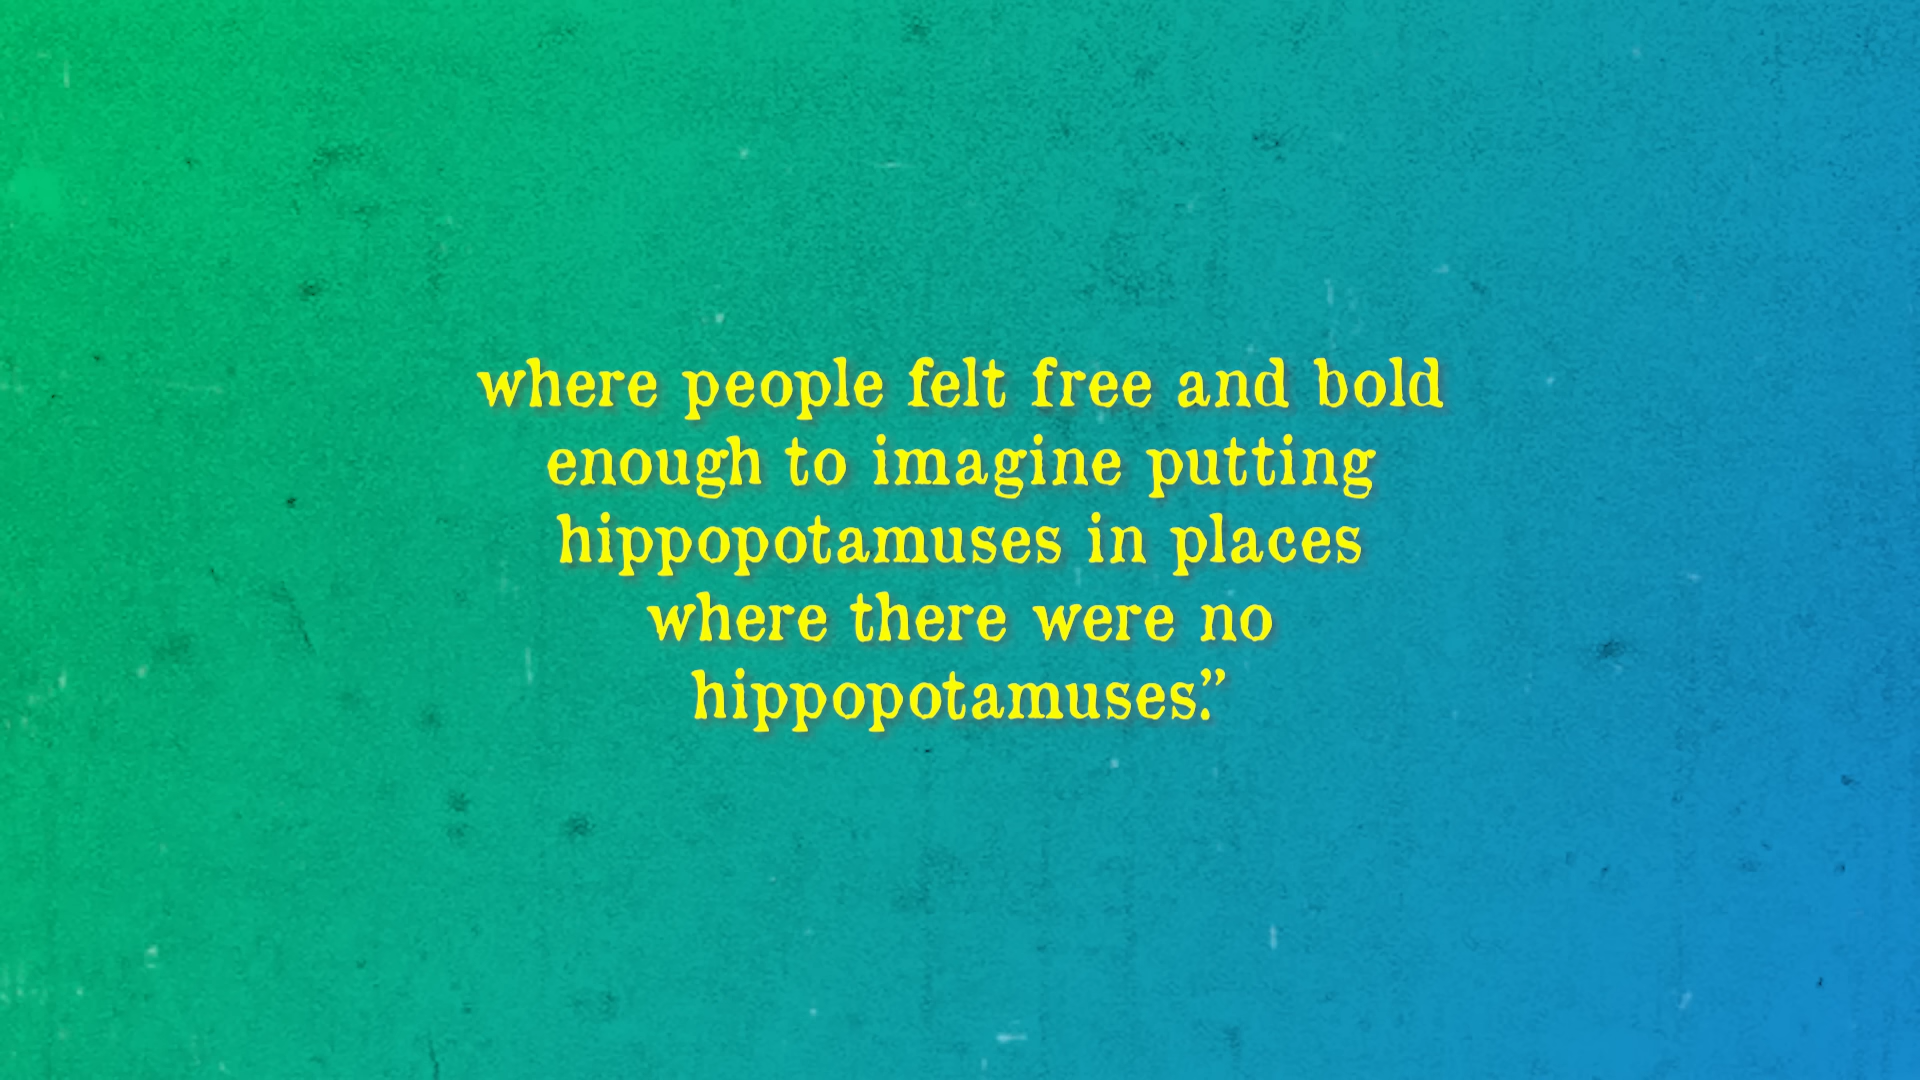 where people felt free and bold
enough to imagine putting
hippopotamuses in places
where there were no
hippopotamuses.”